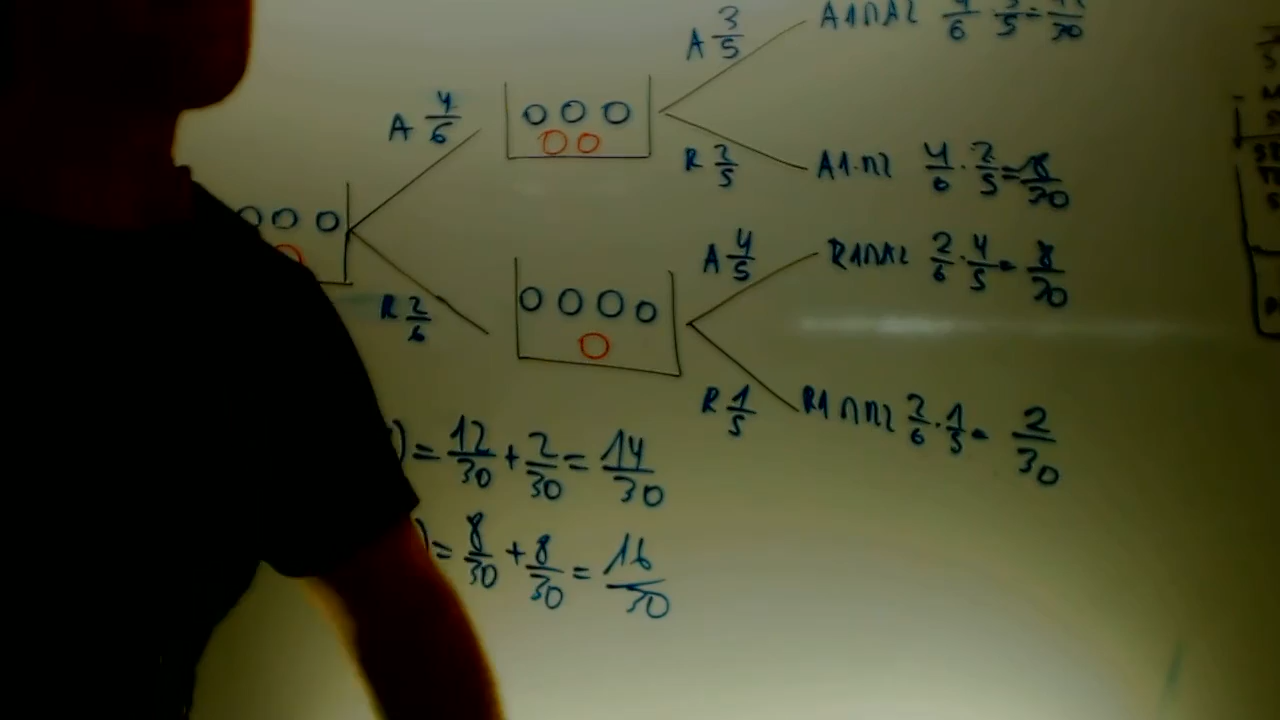 A 3/5 A1∩A2 4/6 · 3/5 = 12/30
A 4/6
R 2/5 A1∩R2 4/6 · 2/5 = 8/30
A 4/5 R1∩A2 2/6 · 4/5 = 8/30
R 2/6
R 1/5 R1∩R2 2/6 · 1/5 = 2/30
) = 12/30 + 2/30 = 14/30
) = 8/30 + 8/30 = 16/30